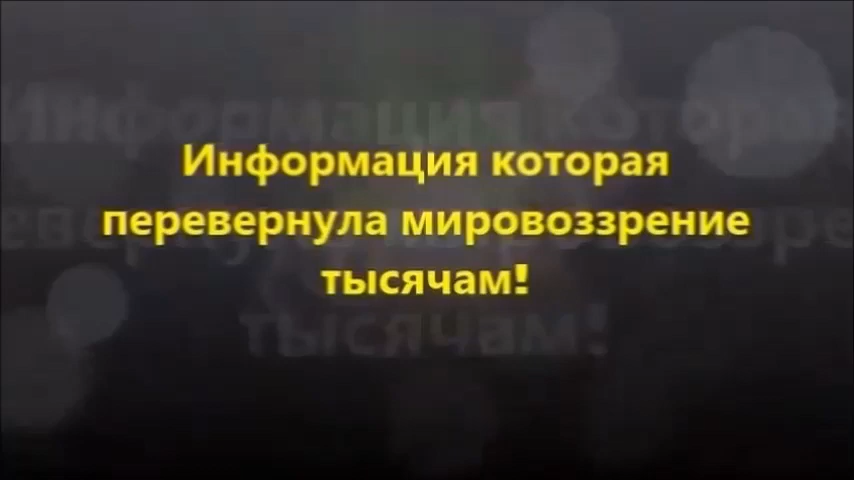 Информация которая
перевернула мировоззрение
тысячам!